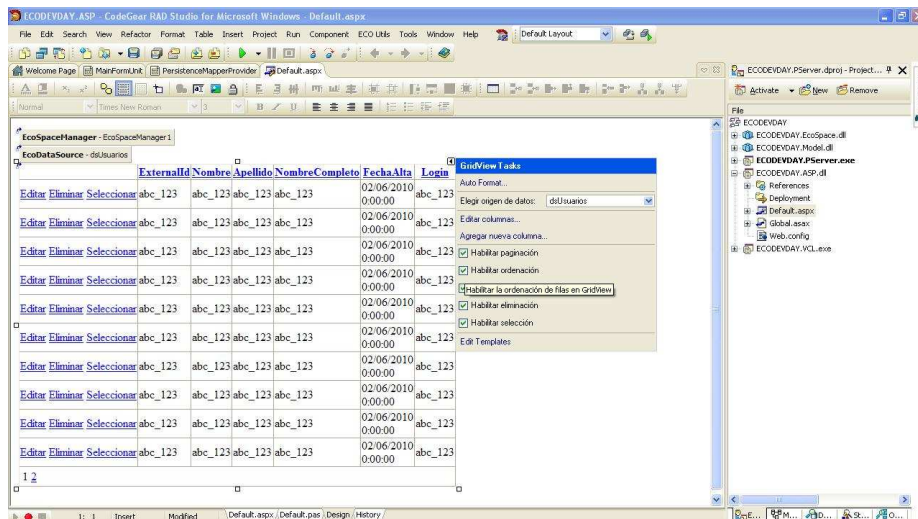 ECODEVDAY.ASP - CodeGear RAD Studio for Microsoft Windows - Default.aspx
File Edit Search View Refactor Format Table Insert Project Run Component ECO Utils Tools Window Help
Default Layout
Welcome Page MainFormUnit PersistenceMapperProvider Default.aspx
Normal Times New Roman 3 B I U
EcoSpaceManager - EcoSpaceManager1
EcoDataSource - dsUsuarios
ExternalId Nombre Apellido NombreCompleto FechaAlta Login
Editar Eliminar Seleccionar abc_123 abc_123 abc_123 abc_123 02/06/2010 0:00:00 abc_123
Editar Eliminar Seleccionar abc_123 abc_123 abc_123 abc_123 02/06/2010 0:00:00 abc_123
Editar Eliminar Seleccionar abc_123 abc_123 abc_123 abc_123 02/06/2010 0:00:00 abc_123
Editar Eliminar Seleccionar abc_123 abc_123 abc_123 abc_123 02/06/2010 0:00:00 abc_123
Editar Eliminar Seleccionar abc_123 abc_123 abc_123 abc_123 02/06/2010 0:00:00 abc_123
Editar Eliminar Seleccionar abc_123 abc_123 abc_123 abc_123 02/06/2010 0:00:00 abc_123
Editar Eliminar Seleccionar abc_123 abc_123 abc_123 abc_123 02/06/2010 0:00:00 abc_123
Editar Eliminar Seleccionar abc_123 abc_123 abc_123 abc_123 02/06/2010 0:00:00 abc_123
Editar Eliminar Seleccionar abc_123 abc_123 abc_123 abc_123 02/06/2010 0:00:00 abc_123
Editar Eliminar Seleccionar abc_123 abc_123 abc_123 abc_123 02/06/2010 0:00:00 abc_123
1 2
GridView Tasks
Auto Format...
Elegir origen de datos: dsUsuarios
Editar columnas...
Agregar nueva columna...
Habilitar paginación
Habilitar ordenación
Habilitar la ordenación de filas en GridView
Habilitar eliminación
Habilitar selección
Edit Templates
ECODEVDAY.PServer.dproj - Project...
Activate New Remove
File
ECODEVDAY
ECODEVDAY.EcoSpace.dll
ECODEVDAY.Model.dll
ECODEVDAY.PServer.exe
ECODEVDAY.ASP.dll
References
Deployment
Default.aspx
Global.asax
Web.config
ECODEVDAY.VCL.exe
1: 1 Insert Modified Default.aspx Default.pas Design History
E... M... D... St... O...